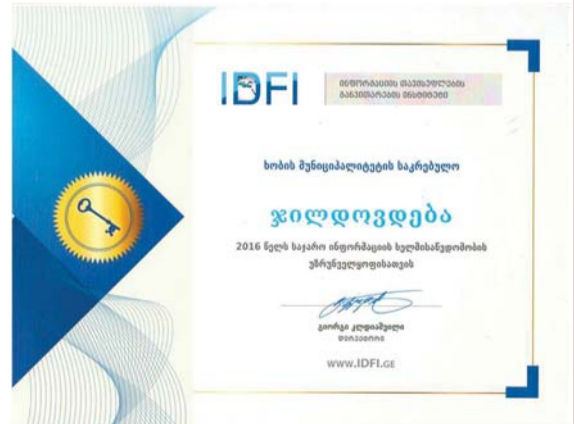 IDFI
ინფორმაციის თავისუფლების
განვითარების ინსტიტუტი
ხობის მუნიციპალიტეტის საკრებულო
ჯილდოვდება
2016 წელს საჯარო ინფორმაციის ხელმისაწვდომობის
უზრუნველყოფისათვის
გიორგი კლდიაშვილი
დირექტორი
www.IDFI.GE